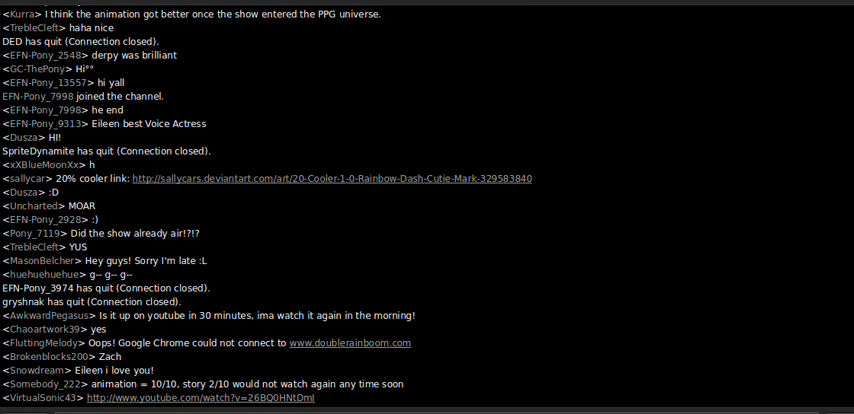 <Kurra> I think the animation got better once the show entered the PPG universe.
<TrebleCleft> haha nice
DED has quit (Connection closed).
<EFN-Pony_2548> derpy was brilliant
<GC-ThePony> Hi°°
<EFN-Pony_13557> hi yall
EFN-Pony_7998 joined the channel.
<EFN-Pony_7998> he end
<EFN-Pony_9313> Eileen best Voice Actress
<Dusza> HI!
SpriteDynamite has quit (Connection closed).
<xXBlueMoonXx> h
<sallycar> 20% cooler link: http://sallycars.deviantart.com/art/20-Cooler-1-0-Rainbow-Dash-Cutie-Mark-329583840
<Dusza> :D
<Uncharted> MOAR
<EFN-Pony_2928> :)
<Pony_7119> Did the show already air!?!?
<TrebleCleft> YUS
<MasonBelcher> Hey guys! Sorry I'm late :L
<huehuehuehue> g-- g-- g--
EFN-Pony_3974 has quit (Connection closed).
gryshnak has quit (Connection closed).
<AwkwardPegasus> Is it up on youtube in 30 minutes, ima watch it again in the morning!
<Chaoartwork39> yes
<FluttingMelody> Oops! Google Chrome could not connect to www.doublerainboom.com
<Brokenblocks200> Zach
<Snowdream> Eileen i love you!
<Somebody_222> animation = 10/10, story 2/10 would not watch again any time soon
<VirtualSonic43> http://www.youtube.com/watch?v=26BQ0HNtDmI